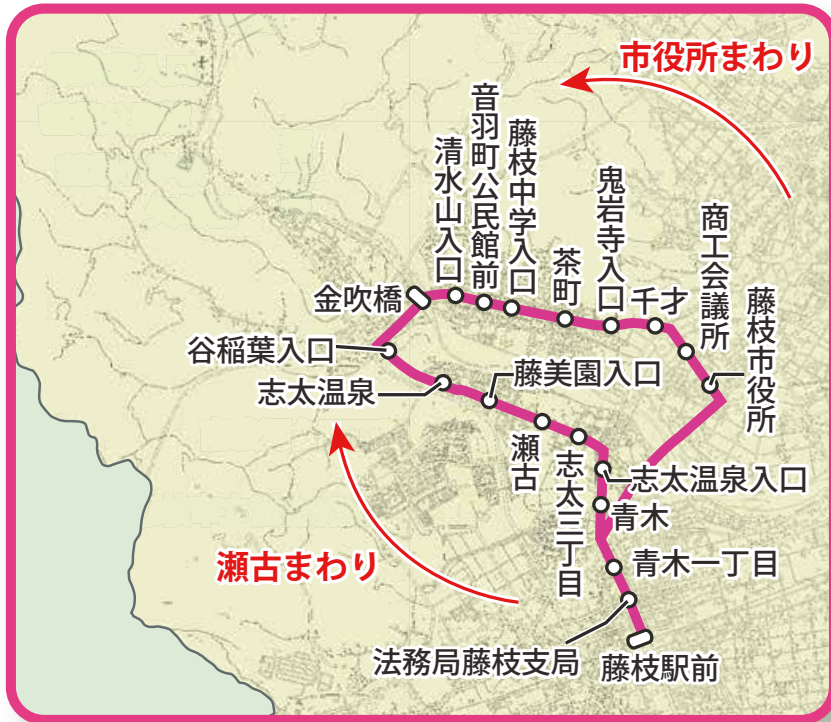 市役所まわり
音羽町公民館前
藤枝中学入口
清水山入口
鬼岩寺入口
商工会議所
茶町
千才
金吹橋
藤枝市役所
谷稲葉入口
藤美園入口
志太温泉
瀬古
志太三丁目
志太温泉入口
青木
瀬古まわり
青木一丁目
法務局藤枝支局
藤枝駅前